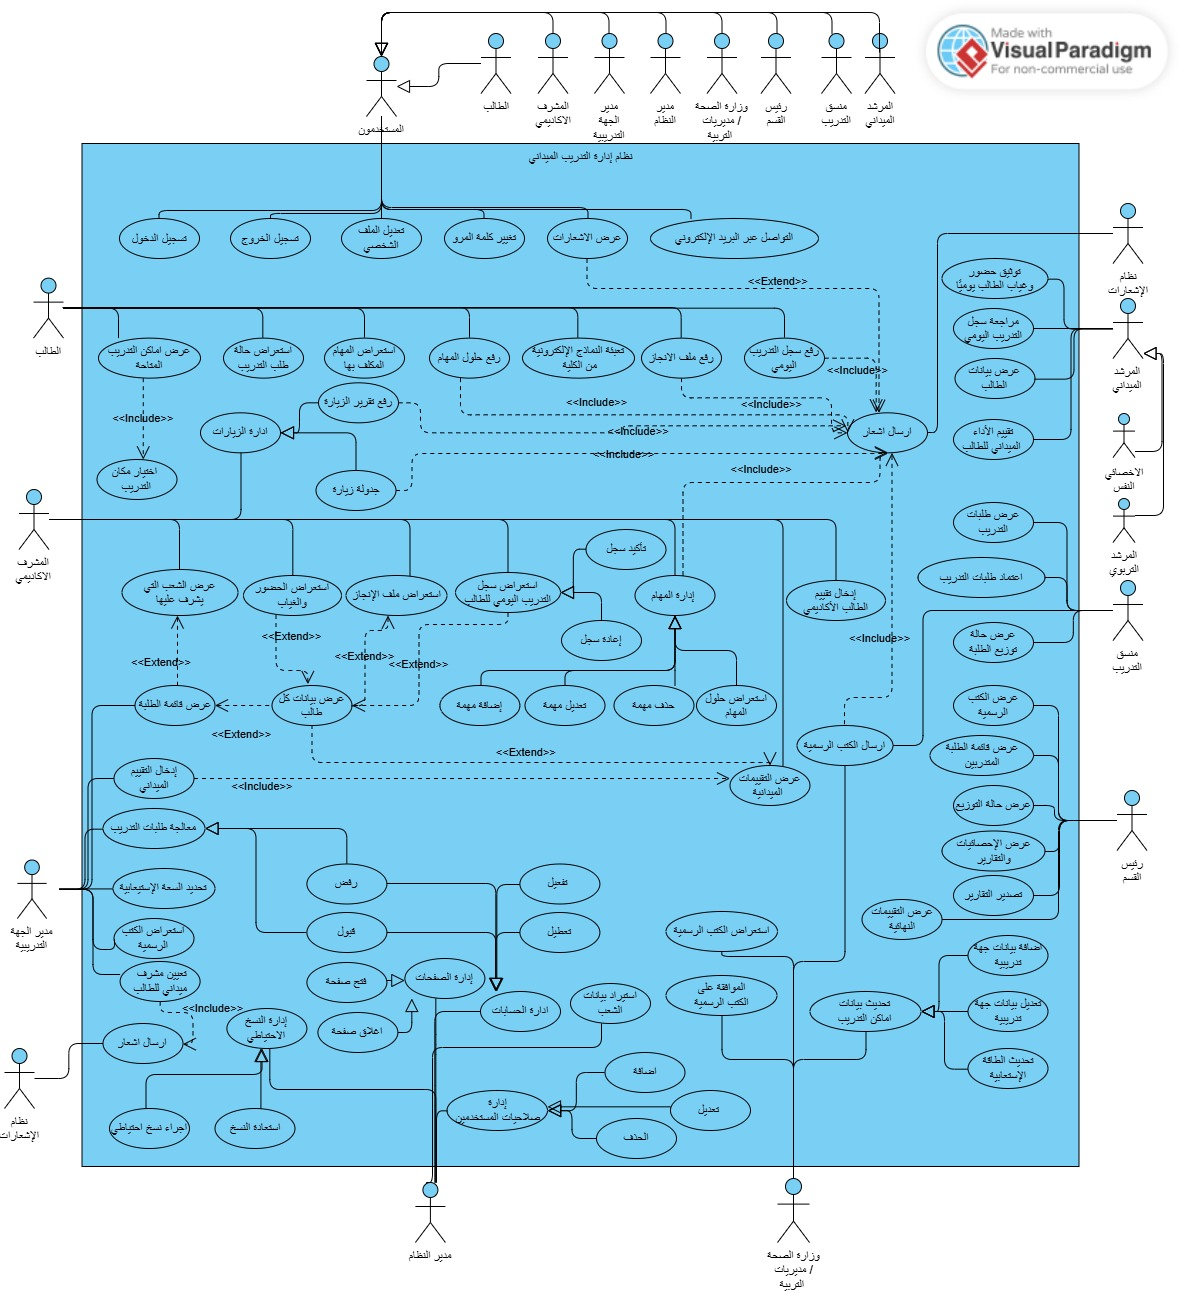 Made with
VisualParadigm
For non-commercial use
المستخدمون
الطالب
المشرف
الاكاديمي
مدير
الجهة
التدريبية
مدير
النظام
وزارة الصحة
/ مديريات
التربية
رئيس
القسم
منسق
التدريب
المرشد
الميداني
نظام إدارة التدريب الميداني
تسجيل الدخول
تسجيل الخروج
تعديل الملف
الشخصي
تغيير كلمة المرو
عرض الاشعارات
التواصل عبر البريد الإلكتروني
<<Extend>>
نظام
الإشعارات
توثيق حضور
وغياب الطالب يوميًا
مراجعة سجل
التدريب اليومي
عرض بيانات
الطالب
تقييم الأداء
الميداني للطالب
المرشد
الميداني
الاخصائي
النفس
المرشد
التربوي
الطالب
عرض اماكن التدريب
المتاحة
استعراض حالة
طلب التدريب
استعراض المهام
المكلف بها
رفع حلول المهام
تعبئة النماذج الإلكترونية
من الكلية
رفع ملف الانجاز
رفع سجل التدريب
اليومي
<<Include>>
<<Include>>
<<Include>>
<<Include>>
<<Include>>
<<Include>>
<<Include>>
رفع تقرير الزيارة
ادارة الزيارات
جدولة زيارة
اختيار مكان
التدريب
ارسال اشعار
المشرف
الاكاديمي
عرض الشعب التي
يشرف عليها
استعراض الحضور
والغياب
استعراض ملف الإنجاز
استعراض سجل
التدريب اليومي للطالب
تأكيد سجل
إعادة سجل
إدارة المهام
إدخال تقييم
الطالب الأكاديمي
عرض طلبات
التدريب
اعتماد طلبات التدريب
عرض حالة
توزيع الطلبة
منسق
التدريب
<<Include>>
<<Extend>>
<<Extend>>
<<Extend>>
<<Extend>>
عرض قائمة الطلبة
عرض بيانات كل
طالب
إضافة مهمة
تعديل مهمة
حذف مهمة
استعراض حلول
المهام
<<Extend>>
<<Extend>>
ارسال الكتب الرسمية
عرض الكتب
الرسمية
عرض قائمة الطلبة
المتدربين
عرض حالة التوزيع
عرض الإحصائيات
والتقارير
تصدير التقارير
عرض التقييمات
النهائية
رئيس
القسم
إدخال التقييم
الميداني
<<Include>>
عرض التقييمات
الميدانية
معالجة طلبات التدريب
تحديد السعة الإستيعابية
استعراض الكتب
الرسمية
تعيين مشرف
ميداني للطالب
مدير الجهة
التدريبية
<<Include>>
ارسال اشعار
نظام
الإشعارات
رفض
قبول
تفعيل
تعطيل
فتح صفحة
إدارة الصفحات
اغلاق صفحة
ادارة الحسابات
استيراد بيانات
الشعب
إدارة النسخ
الاحتياطي
اجراء نسخ احتياطي
استعادة النسخ
إدارة
صلاحيات المستخدمين
اضافة
تعديل
الحذف
استعراض الكتب الرسمية
الموافقة على
الكتب الرسمية
تحديث بيانات
اماكن التدريب
اضافة بيانات جهة
تدريبية
تعديل بيانات جهة
تدريبية
تحديث الطاقة
الإستعابية
مدير النظام
وزارة الصحة
/ مديريات
التربية